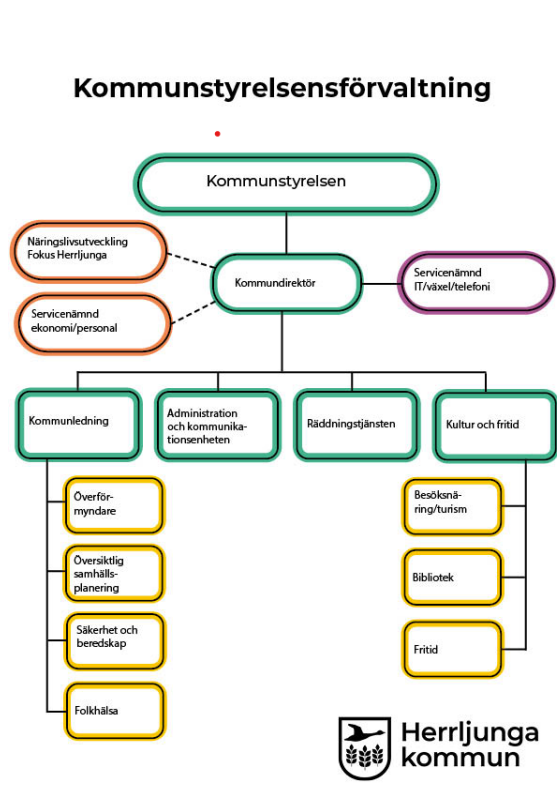 Kommunstyrelsensförvaltning
Kommunstyrelsen
Näringslivsutveckling
Fokus Herrljunga
Kommundirektör
Servicenämnd
IT/växel/telefoni
Servicenämnd
ekonomi/personal
Kommunledning
Administration
och kommunika-
tionsenheten
Räddningstjänsten
Kultur och fritid
Överför-
myndare
Översiktlig
samhälls-
planering
Säkerhet och
beredskap
Folkhälsa
Besöksnä-
ring/turism
Bibliotek
Fritid
Herrljunga
kommun